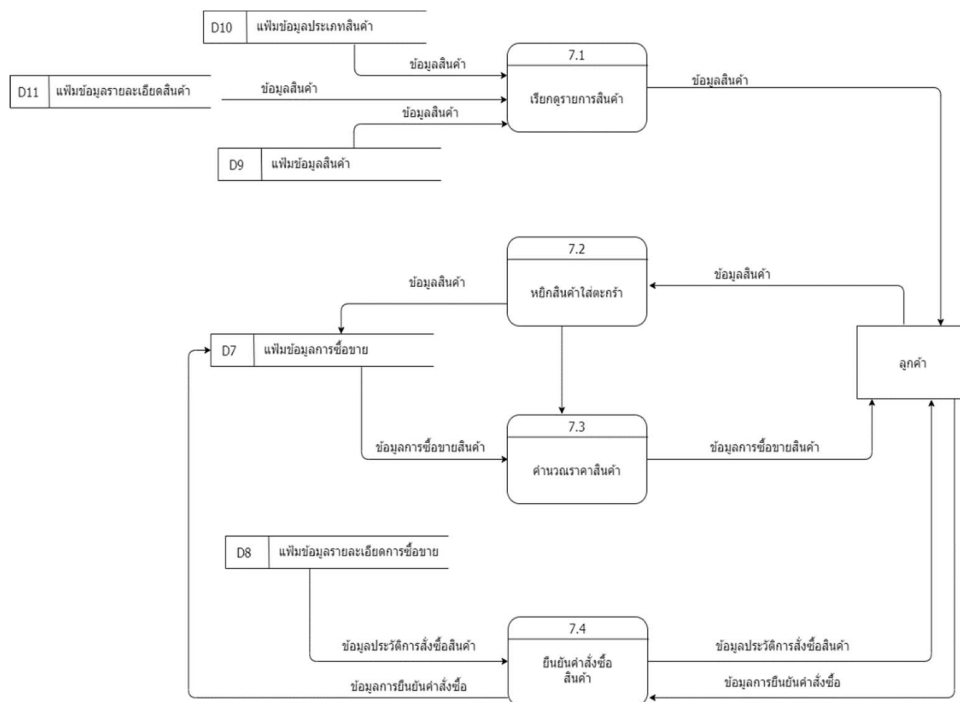 D10 แฟ้มข้อมูลประเภทสินค้า
ข้อมูลสินค้า
7.1
เรียกดูรายการสินค้า
ข้อมูลสินค้า
D11 แฟ้มข้อมูลรายละเอียดสินค้า
ข้อมูลสินค้า
ข้อมูลสินค้า
D9 แฟ้มข้อมูลสินค้า
7.2
หยิกสินค้าใส่ตะกร้า
ข้อมูลสินค้า
ข้อมูลสินค้า
D7 แฟ้มข้อมูลการซื้อขาย
ลูกค้า
7.3
คำนวณราคาสินค้า
ข้อมูลการซื้อขายสินค้า
ข้อมูลการซื้อขายสินค้า
D8 แฟ้มข้อมูลรายละเอียดการซื้อขาย
7.4
ยืนยันคำสั่งซื้อ
สินค้า
ข้อมูลประวัติการสั่งซื้อสินค้า
ข้อมูลประวัติการสั่งซื้อสินค้า
ข้อมูลการยืนยันคำสั่งซื้อ
ข้อมูลการยืนยันคำสั่งซื้อ